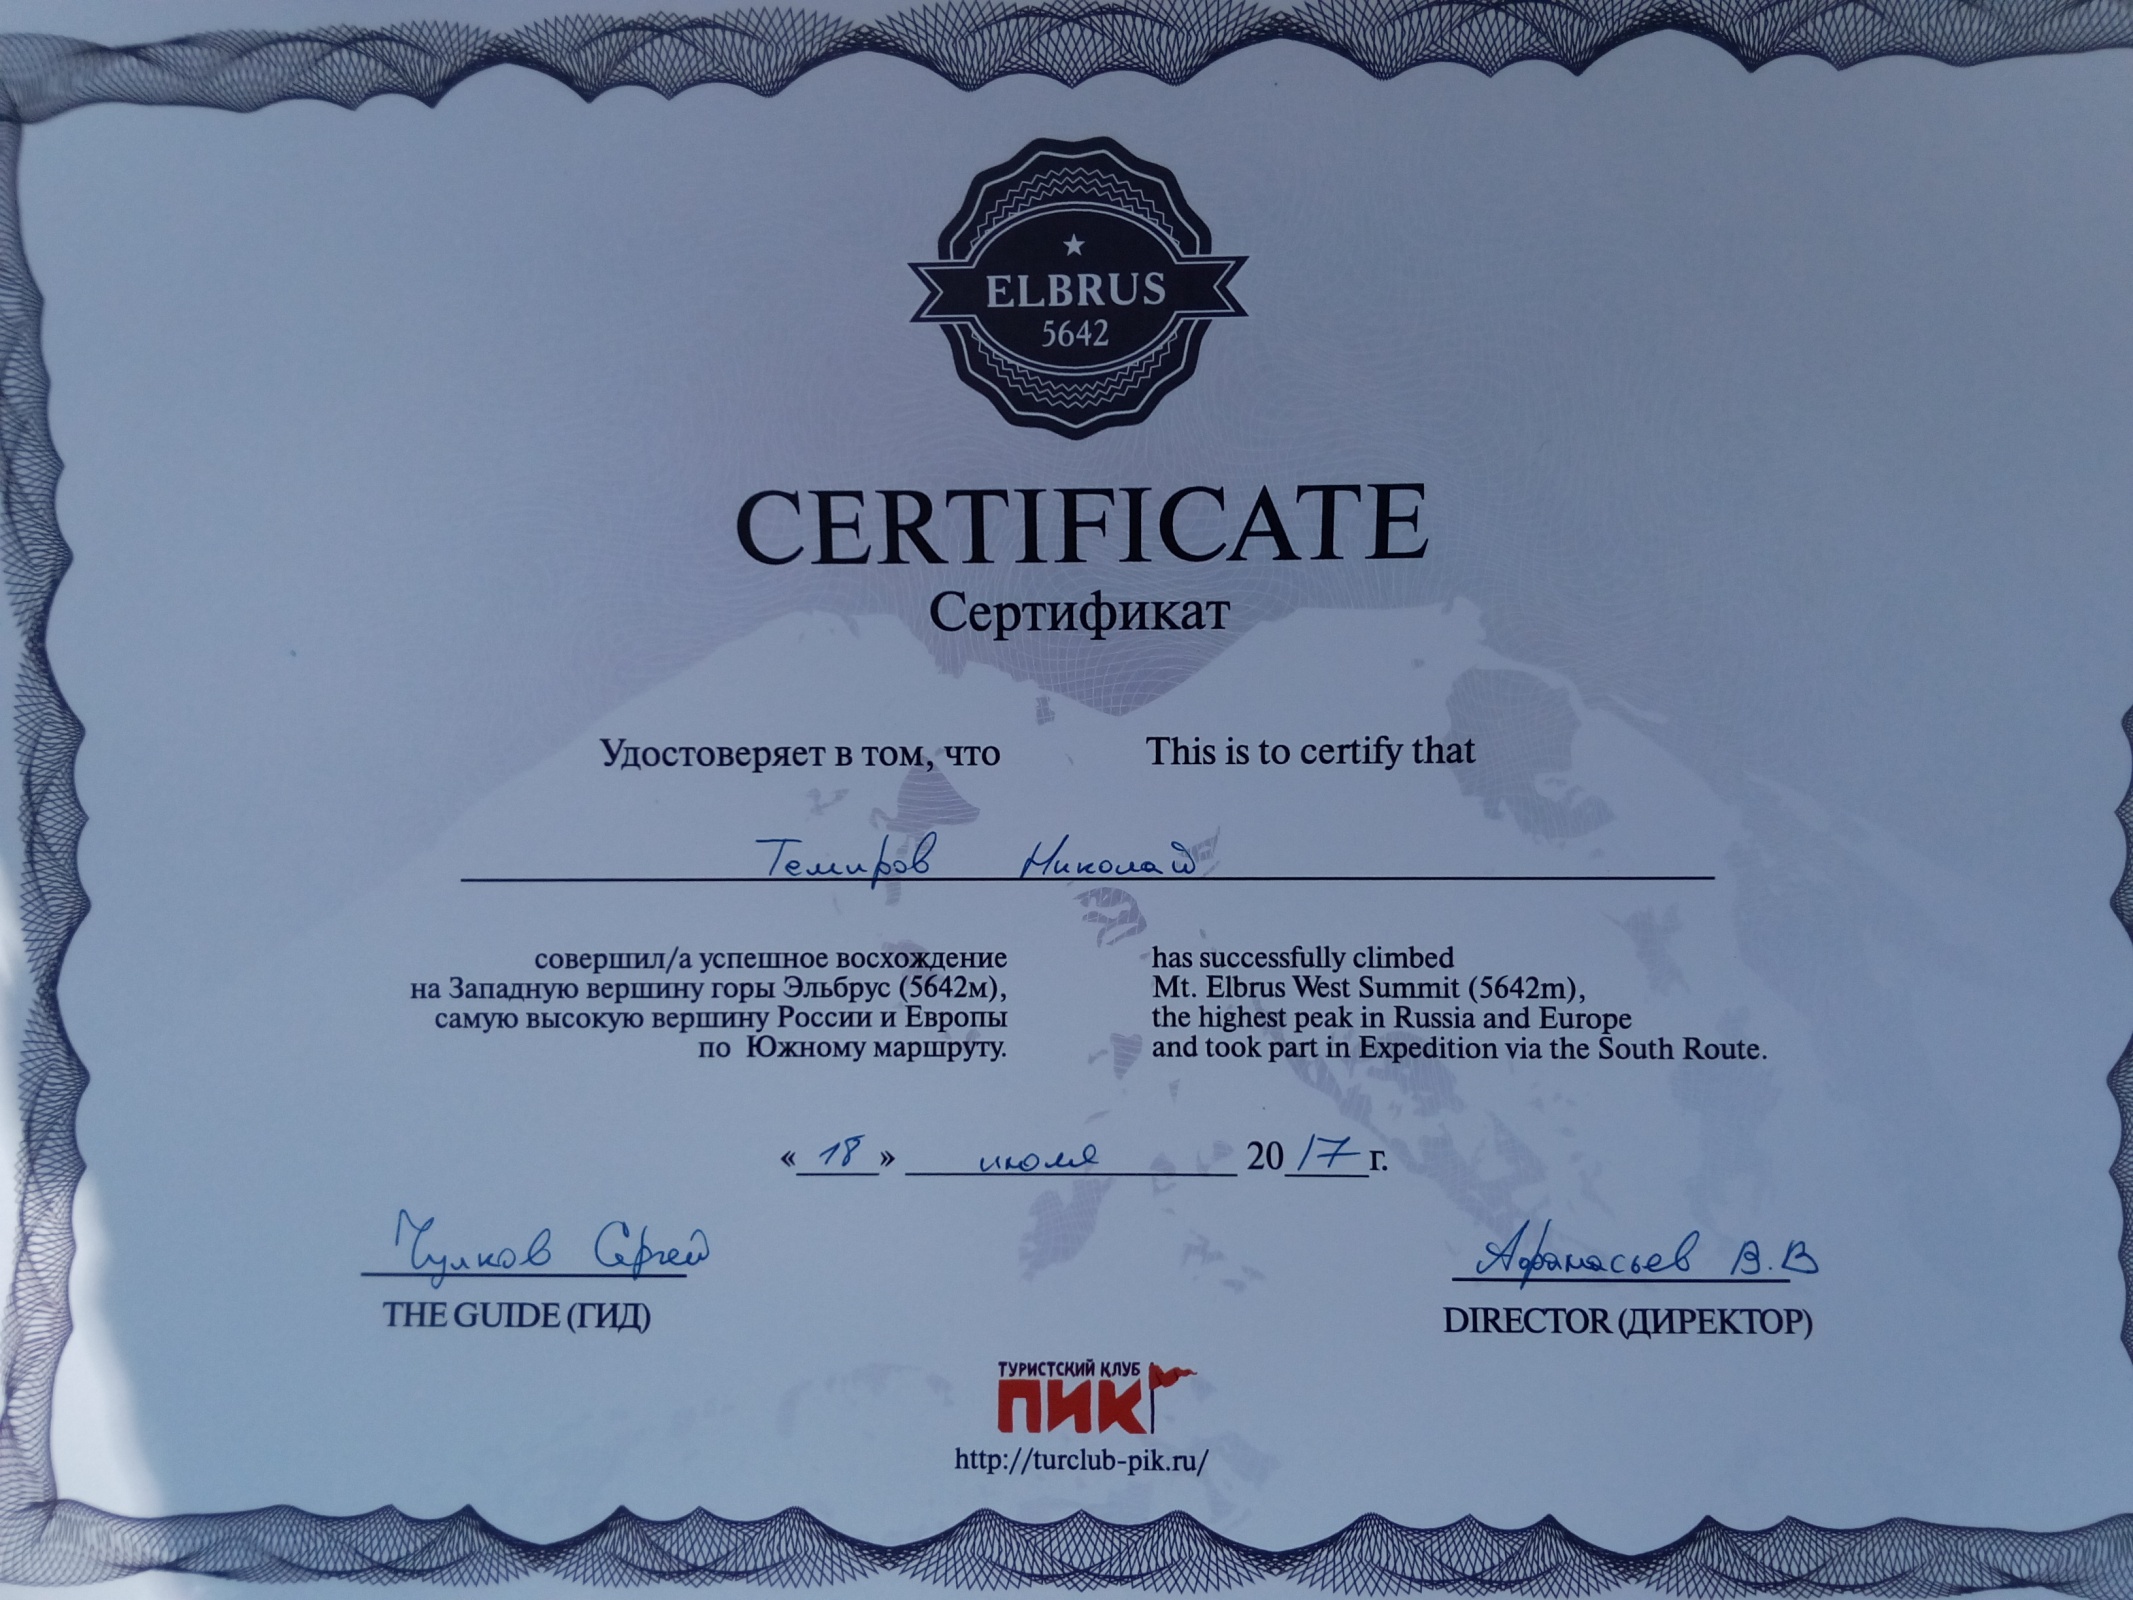 ELBRUS
5642
CERTIFICATE
Сертификат
Удостоверяет в том, что
This is to certify that
Темиров Николай
совершил/а успешное восхождение
на Западную вершину горы Эльбрус (5642м),
самую высокую вершину России и Европы
по Южному маршруту.
has successfully climbed
Mt. Elbrus West Summit (5642m),
the highest peak in Russia and Europe
and took part in Expedition via the South Route.
«18» июля 2017 г.
Чулков Сергей
THE GUIDE (ГИД)
Афанасьев В.В
DIRECTOR (ДИРЕКТОР)
ТУРИСТСКИЙ КЛУБ
ПИК
http://turclub-pik.ru/